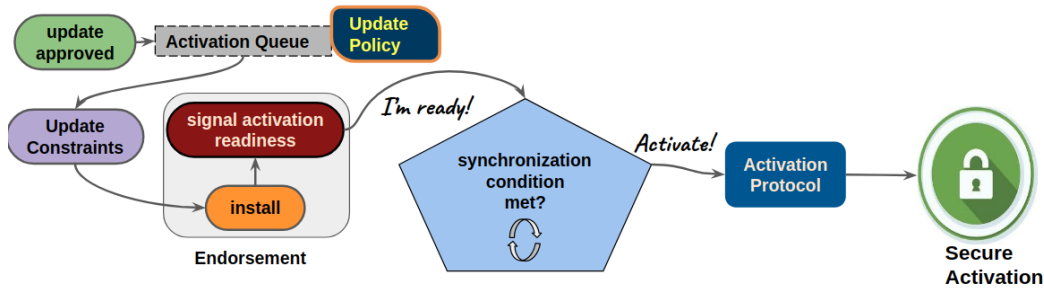 update
approved
Activation Queue
Update
Policy
Update
Constraints
signal activation
readiness
install
Endorsement
I'm ready!
synchronization
condition
met?
Activate!
Activation
Protocol
Secure
Activation